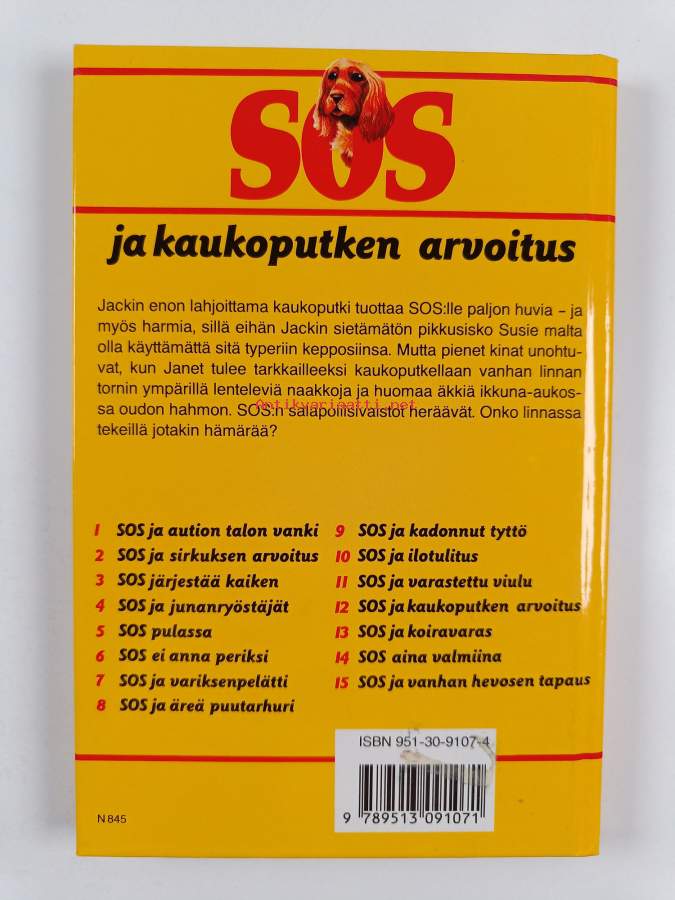 SOS
ja kaukoputken arvoitus
Jackin enon lahjoittama kaukoputki tuottaa SOS:lle paljon huvia – ja
myös harmia, sillä eihän Jackin sietämätön pikkusisko Susie malta
olla käyttämättä sitä typeriin kepposiinsa. Mutta pienet kinat unohtu-
vat, kun Janet tulee tarkkailleeksi kaukoputkellaan vanhan linnan
tornin ympärillä lenteleviä naakkoja ja huomaa äkkiä ikkuna-aukos-
sa oudon hahmon. SOS:n salapoliisivaistot heräävät. Onko linnassa
Antikvariaatti.net
tekeillä jotakin hämärää?
1 SOS ja aution talon vanki
2 SOS ja sirkuksen arvoitus
3 SOS järjestää kaiken
4 SOS ja junanryöstäjät
5 SOS pulassa
6 SOS ei anna periksi
7 SOS ja variksenpelätti
8 SOS ja äreä puutarhuri
9 SOS ja kadonnut tyttö
10 SOS ja ilotulitus
11 SOS ja varastettu viulu
12 SOS ja kaukoputken arvoitus
13 SOS ja koiravaras
14 SOS aina valmiina
15 SOS ja vanhan hevosen tapaus
ISBN 951-30-9107-4
9 789513 091071
N 845